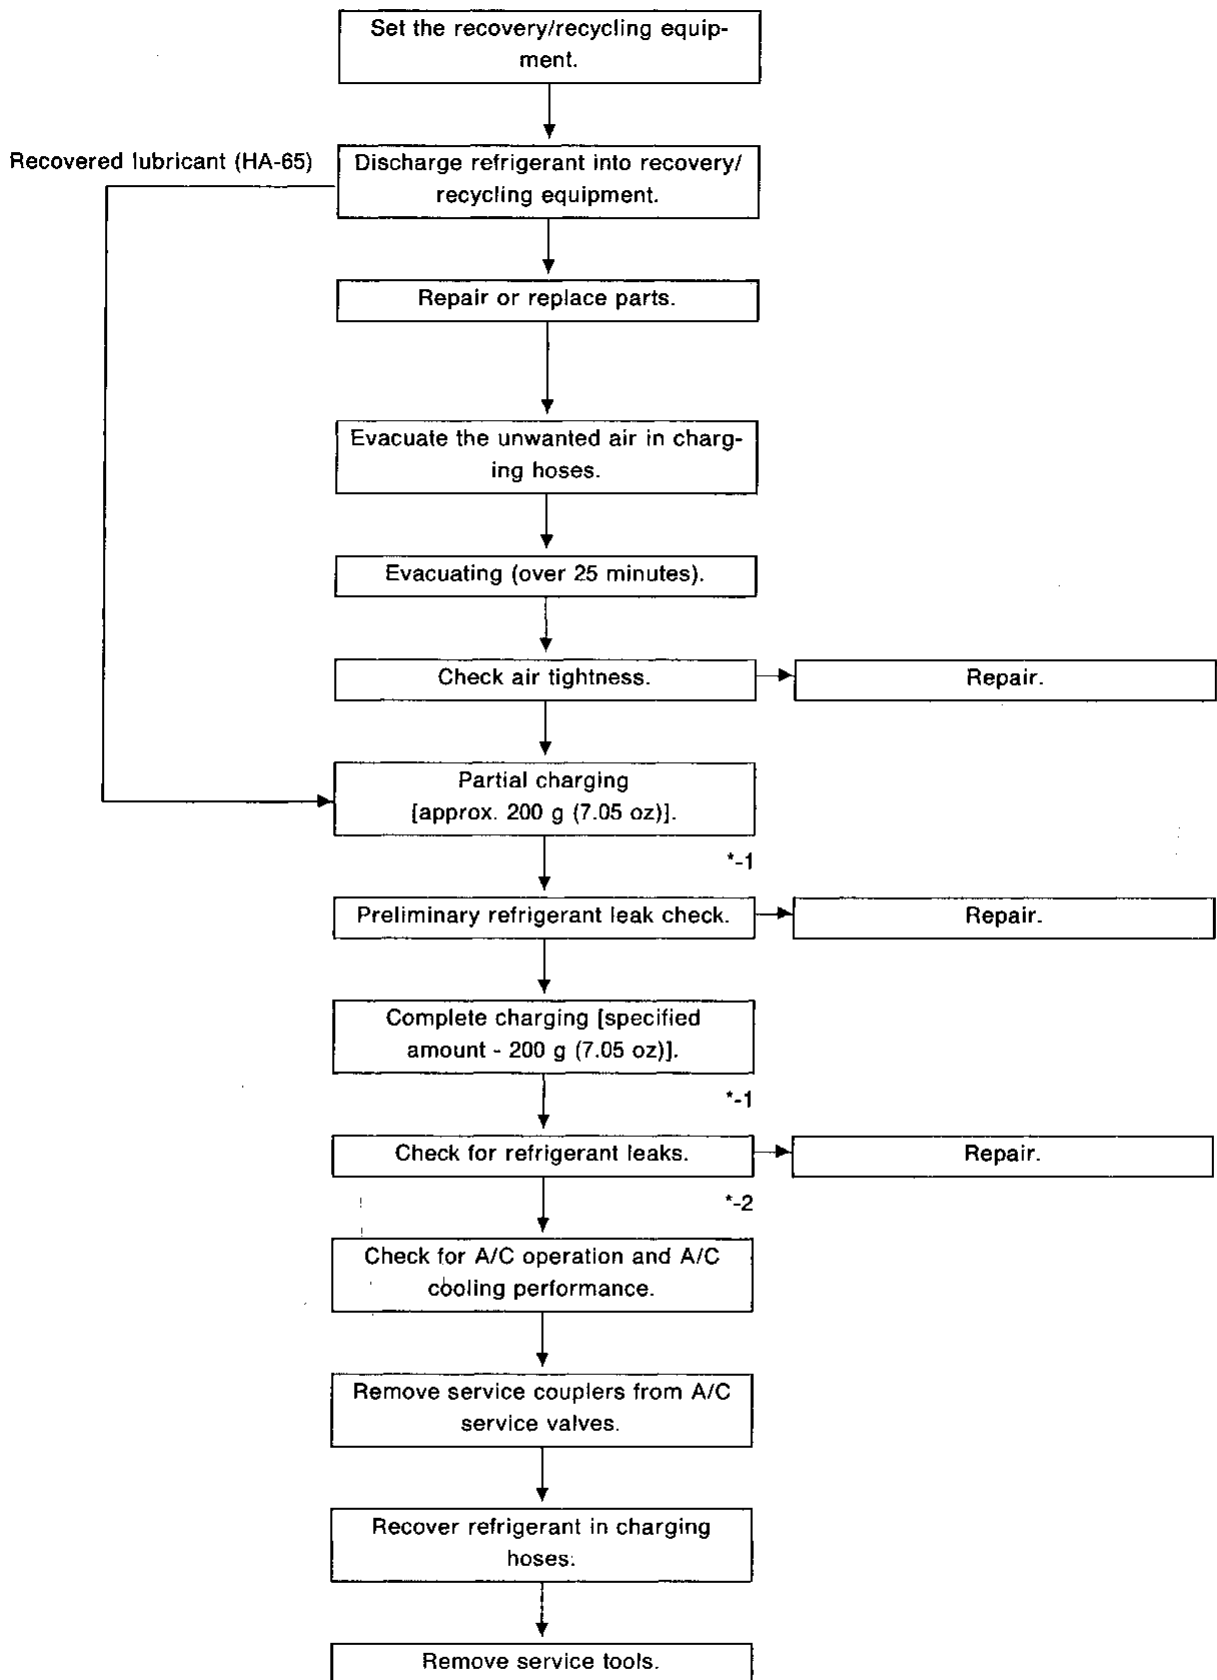 Set the recovery/recycling equip-
ment.
Recovered lubricant (HA-65)
Discharge refrigerant into recovery/
recycling equipment.
Repair or replace parts.
Evacuate the unwanted air in charg-
ing hoses.
Evacuating (over 25 minutes).
Check air tightness.
Repair.
Partial charging
[approx. 200 g (7.05 oz)].
*-1
Preliminary refrigerant leak check.
Repair.
Complete charging [specified
amount - 200 g (7.05 oz)].
*-1
Check for refrigerant leaks.
Repair.
*-2
Check for A/C operation and A/C
cooling performance.
Remove service couplers from A/C
service valves.
Recover refrigerant in charging
hoses.
Remove service tools.